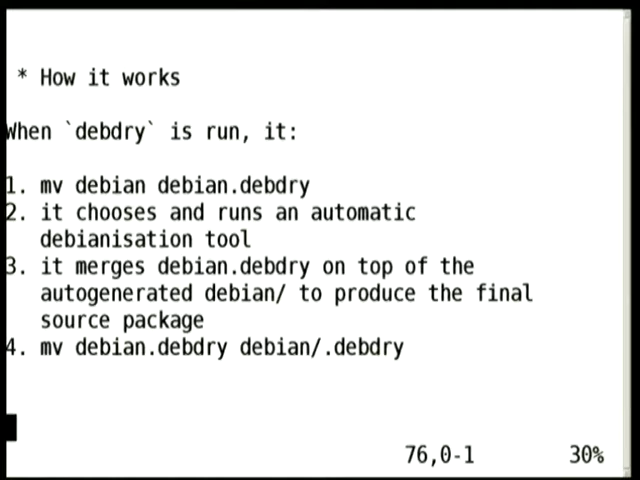 * How it works
When `debdry` is run, it:
1. mv debian debian.debdry
2. it chooses and runs an automatic
debianisation tool
3. it merges debian.debdry on top of the
autogenerated debian/ to produce the final
source package
4. mv debian.debdry debian/.debdry
76,0-1 30%